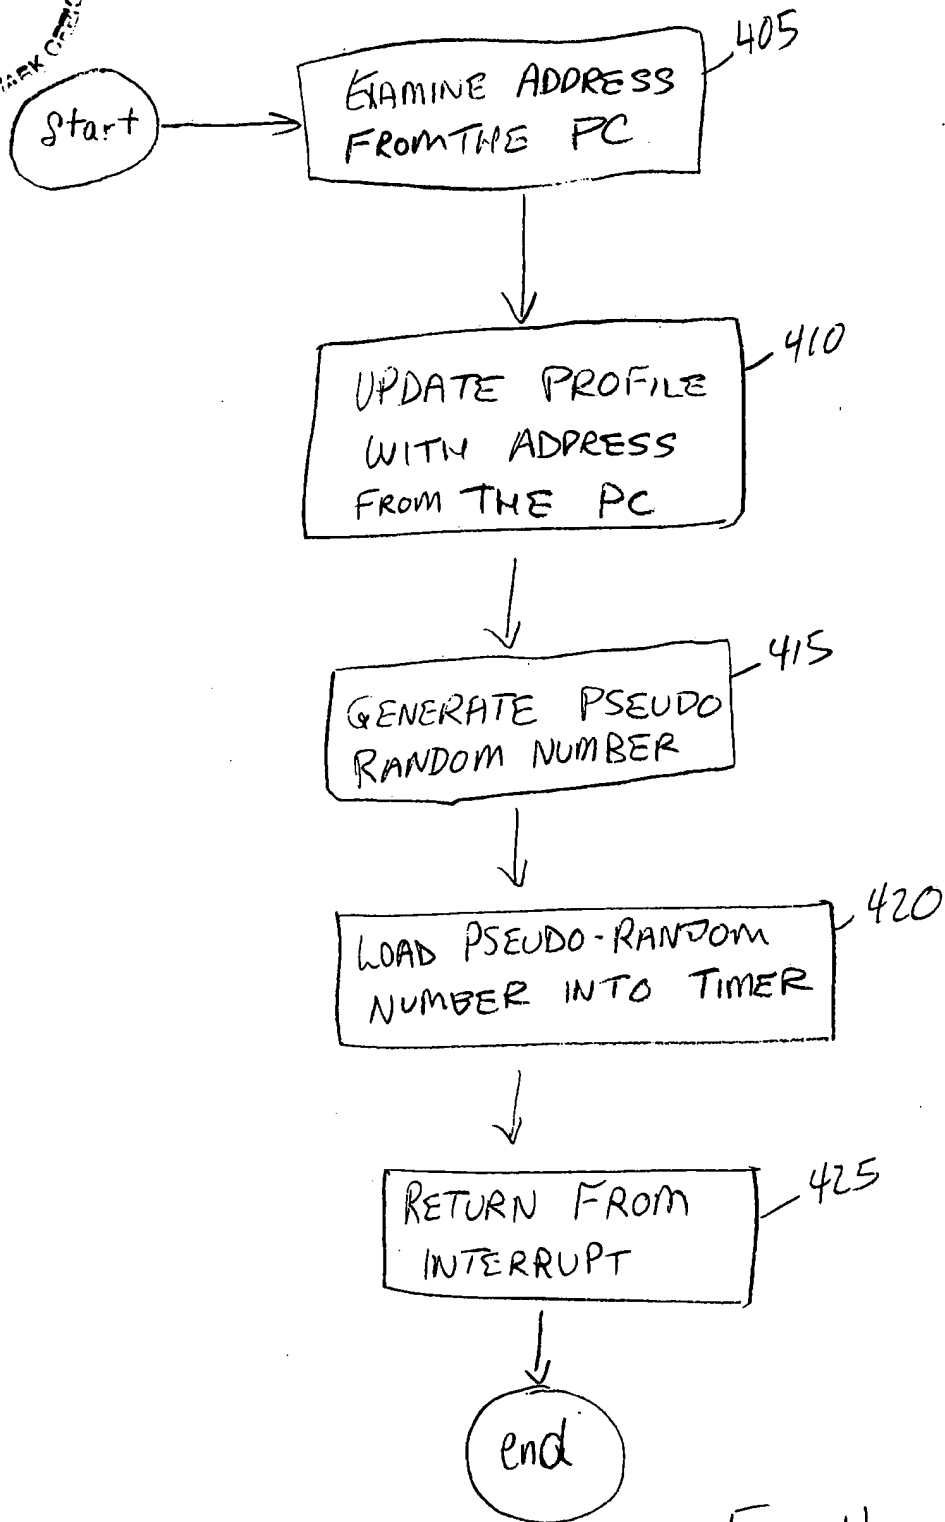 Start
EXAMINE ADDRESS
FROM THE PC
405
UPDATE PROFILE
WITH ADDRESS
FROM THE PC
410
GENERATE PSEUDO
RANDOM NUMBER
415
LOAD PSEUDO-RANDOM
NUMBER INTO TIMER
420
RETURN FROM
INTERRUPT
425
end